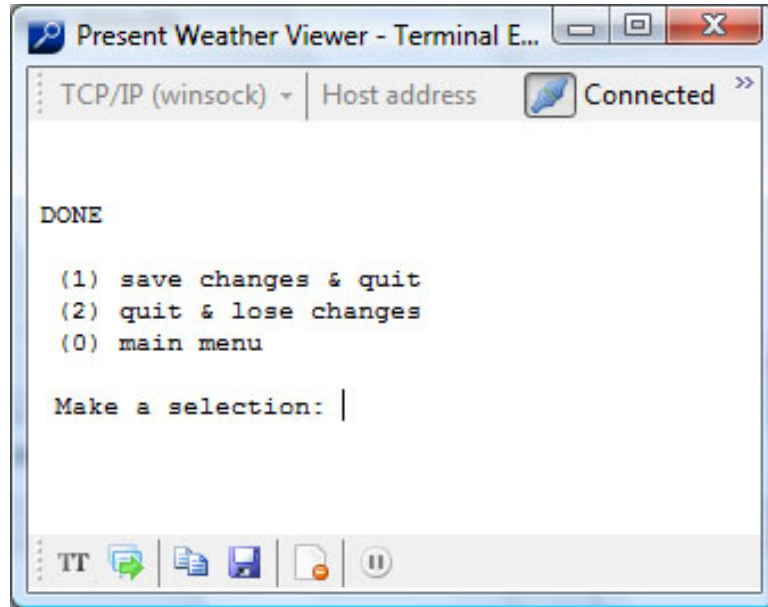 Present Weather Viewer - Terminal E...
TCP/IP (winsock) Host address Connected
DONE
(1) save changes & quit
(2) quit & lose changes
(0) main menu
Make a selection:
TT